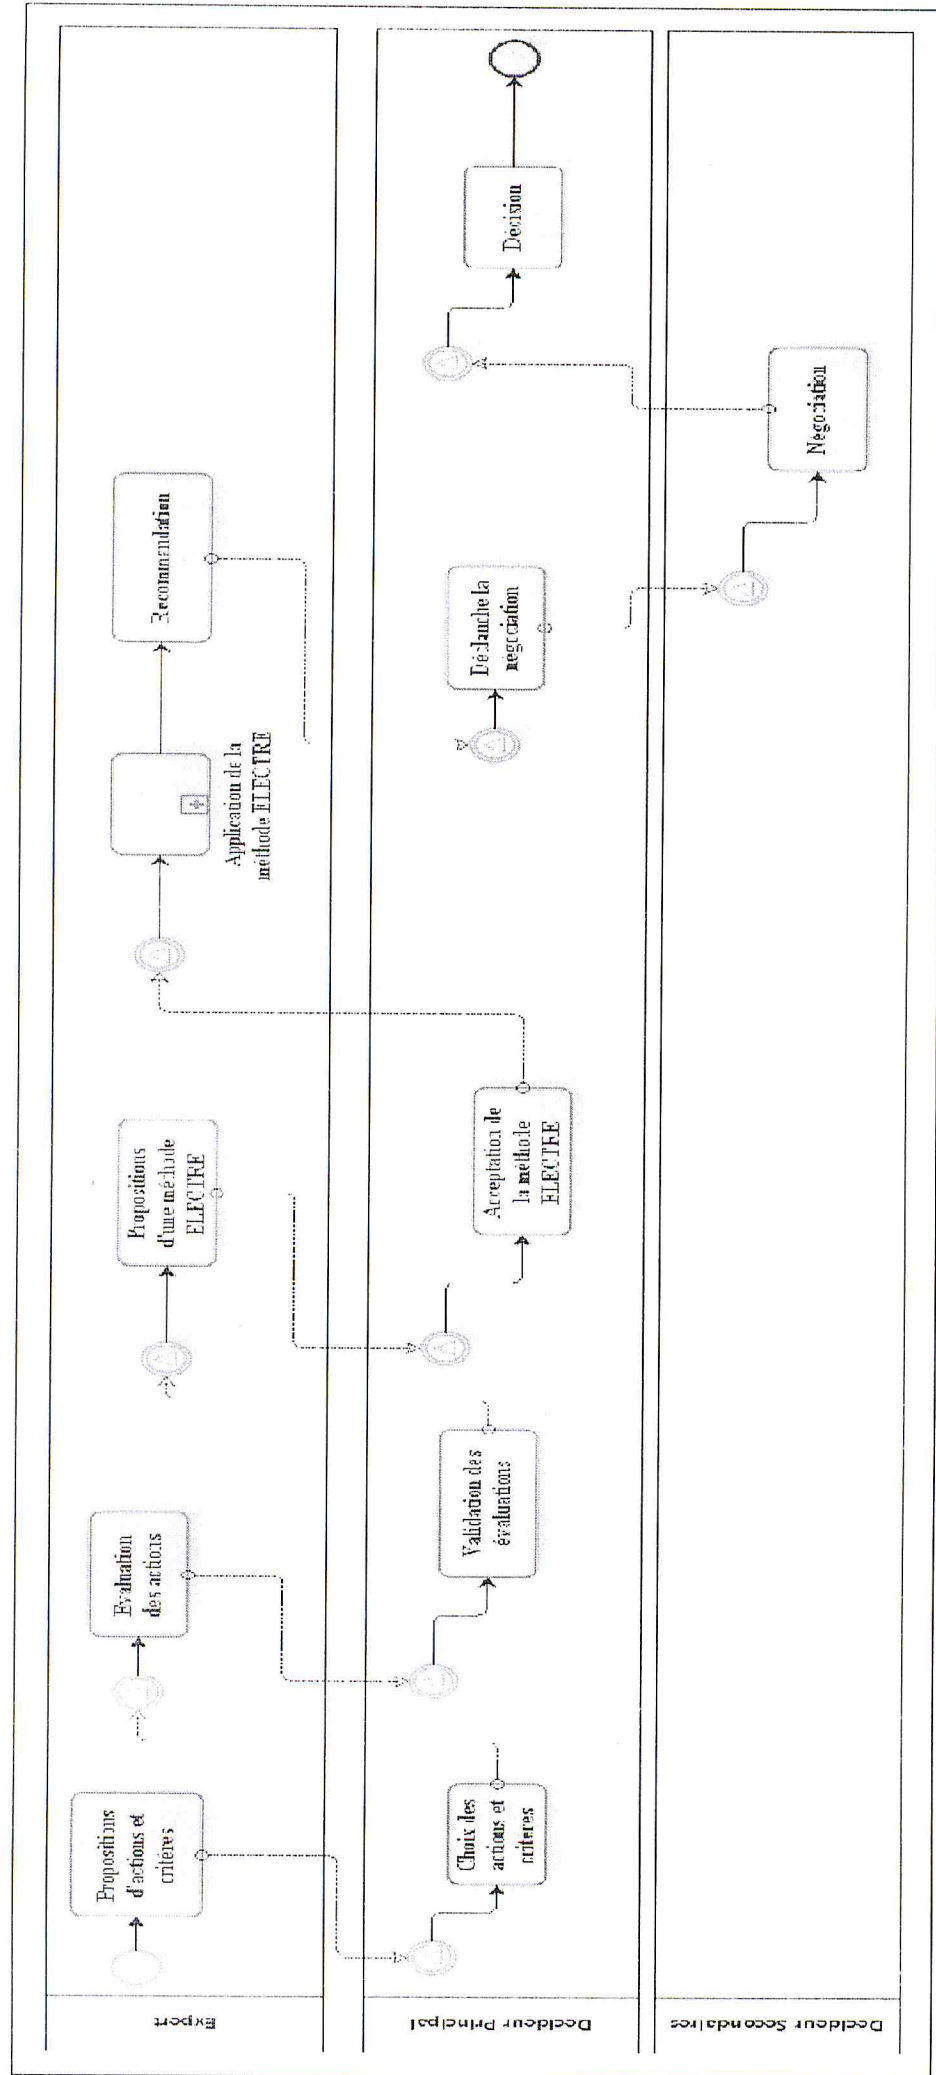 Expert
Propositions
d'actions et
critères
Evaluation
des actions
Propositions
d'une méthode
ELECTRE
Application de la
méthode ELECTRE
Recommandation
Decideur Principal
Choix des
actions et
critères
Validation des
évaluations
Acceptation de
la méthode
ELECTRE
Déclanche la
négociation
Décision
Decideur Secondaires
Négociation